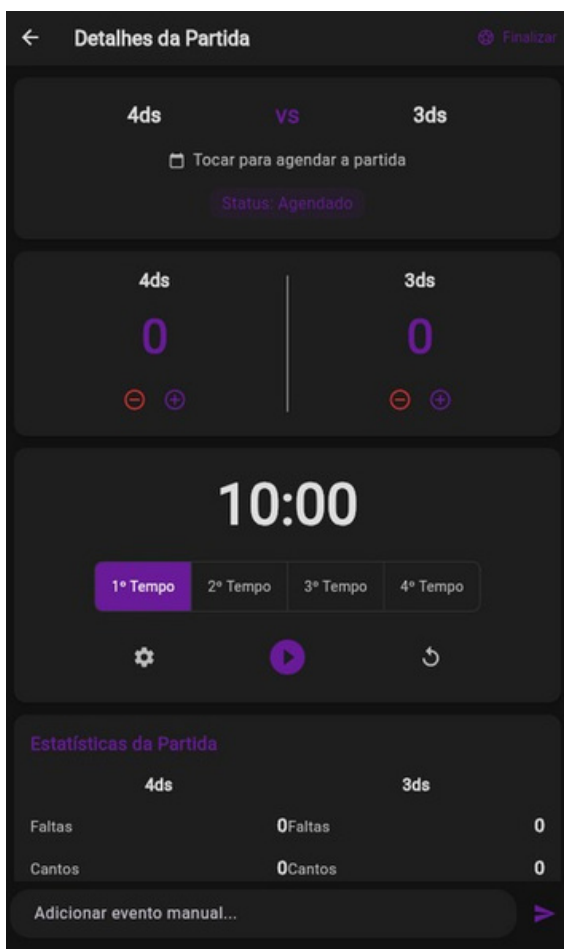 Detalhes da Partida Finalizar
4ds VS 3ds
Tocar para agendar a partida
Status: Agendado
4ds 3ds
0 0
10:00
1º Tempo 2º Tempo 3º Tempo 4º Tempo
Estatísticas da Partida
4ds 3ds
Faltas 0 Faltas 0
Cantos 0 Cantos 0
Adicionar evento manual...